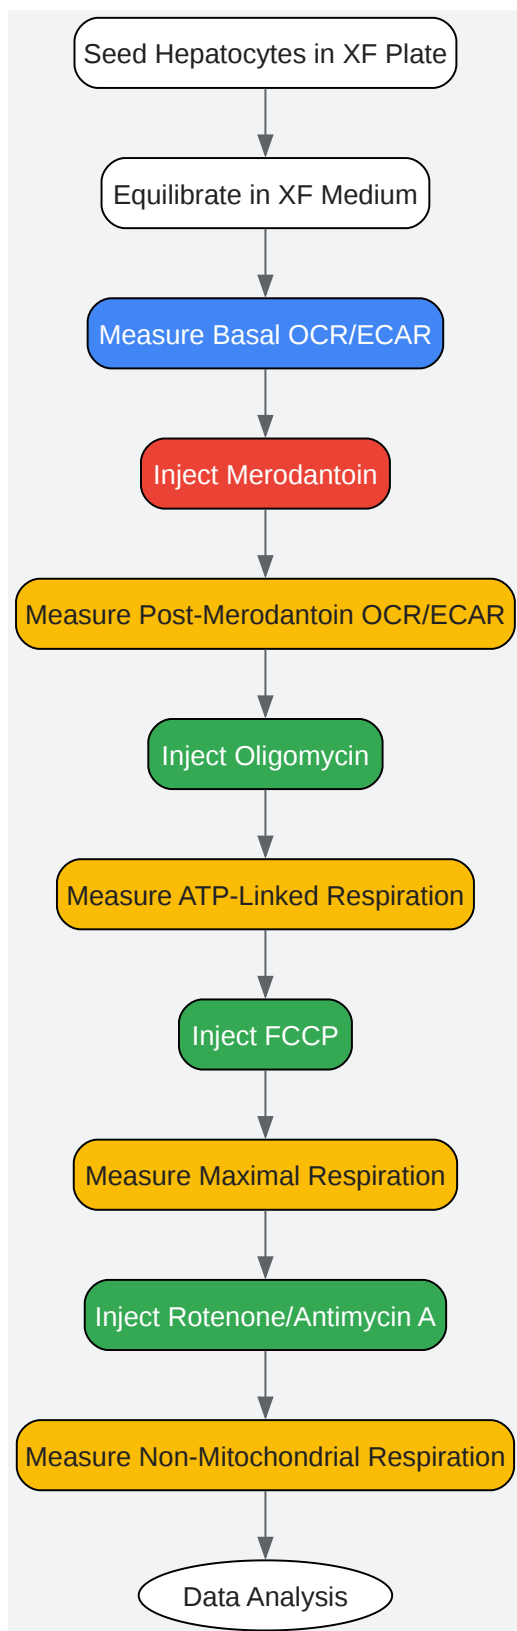 Seed Hepatocytes in XF Plate
Equilibrate in XF Medium
Measure Basal OCR/ECAR
Inject Merodantoin
Measure Post-Merodantoin OCR/ECAR
Inject Oligomycin
Measure ATP-Linked Respiration
Inject FCCP
Measure Maximal Respiration
Inject Rotenone/Antimycin A
Measure Non-Mitochondrial Respiration
Data Analysis